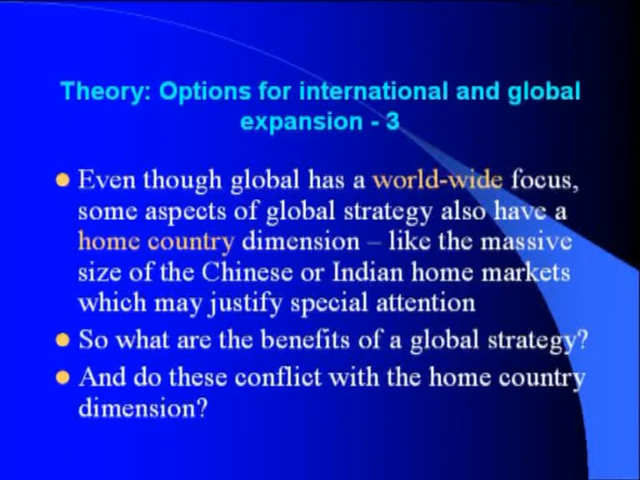 Theory: Options for international and global
expansion - 3
Even though global has a world-wide focus,
some aspects of global strategy also have a
home country dimension – like the massive
size of the Chinese or Indian home markets
which may justify special attention
So what are the benefits of a global strategy?
And do these conflict with the home country
dimension?